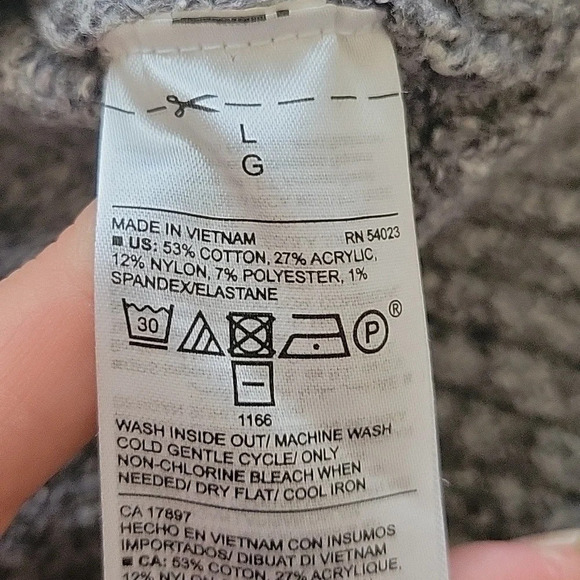 L
G
MADE IN VIETNAM RN 54023
US: 53% COTTON, 27% ACRYLIC,
12% NYLON, 7% POLYESTER, 1%
SPANDEX/ELASTANE
30 P®
1166
WASH INSIDE OUT/ MACHINE WASH
COLD GENTLE CYCLE/ ONLY
NON-CHLORINE BLEACH WHEN
NEEDED/ DRY FLAT/ COOL IRON
CA 17897
HECHO EN VIETNAM CON INSUMOS
IMPORTADOS/ DIBUAT DI VIETNAM
CA: 53% COTON, 27% ACRYLIQUE,
12% NYLON